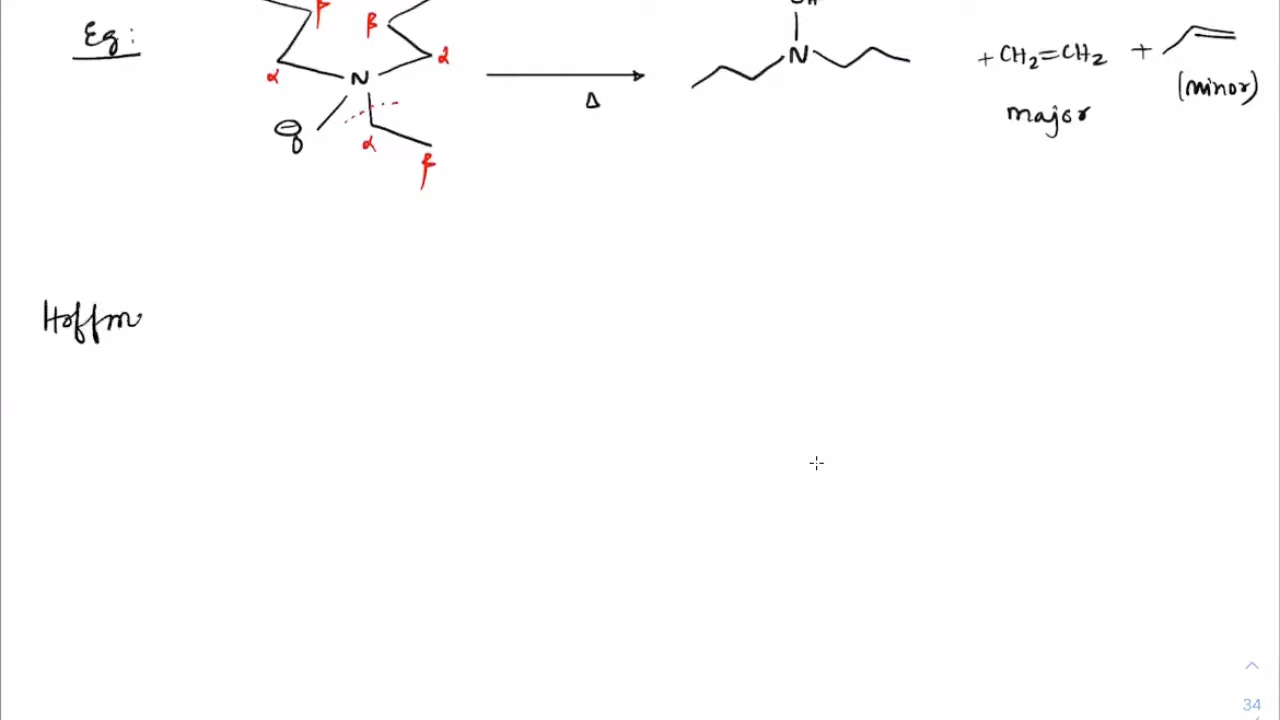 Eg:
β β
α α
N
Θ
α
β
Δ
N
+ CH₂=CH₂ +
major
(minor)
Hoffm
34